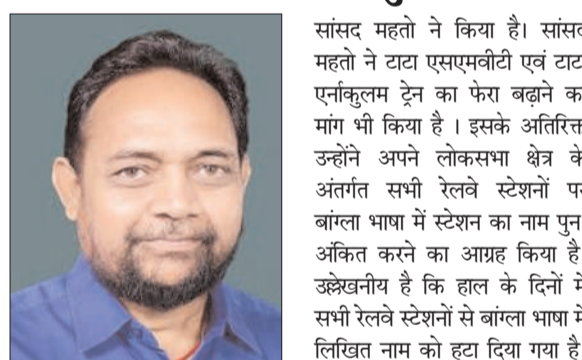 सांसद महतो ने किया है। सांसद
महतो ने टाटा एसएमवीटी एवं टाटा
एर्नाकुलम ट्रेन का फेरा बढ़ाने
मांग भी किया है । इसके अतिरिक्त
उन्होंने अपने लोकसभा क्षेत्र के
अंतर्गत सभी रेलवे स्टेशनों
बांग्ला भाषा में स्टेशन का नाम पुन
अंकित करने का आग्रह किया है
उल्लेखनीय है कि हाल के दिनों में
सभी रेलवे स्टेशनों से बांग्ला भाषा में
लिखित नाम को हटा दिया गया है